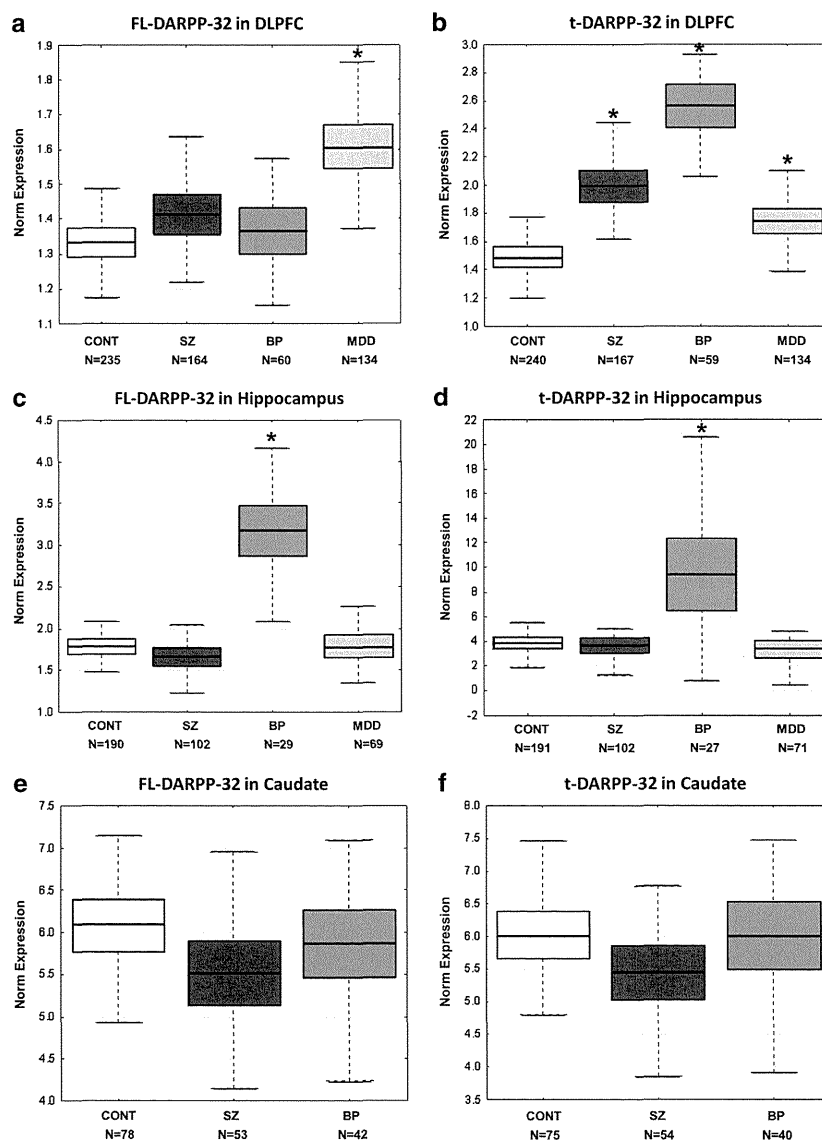 a
FL-DARPP-32 in DLPFC
1.9
1.8
1.7
1.6
1.5
1.4
1.3
1.2
1.1
Norm Expression
*
CONT SZ BP MDD
N=235 N=164 N=60 N=134
b
t-DARPP-32 in DLPFC
3.0
2.8
2.6
2.4
2.2
2.0
1.8
1.6
1.4
1.2
1.0
Norm Expression
* * *
CONT SZ BP MDD
N=240 N=167 N=59 N=134
c
FL-DARPP-32 in Hippocampus
4.5
4.0
3.5
3.0
2.5
2.0
1.5
1.0
Norm Expression
*
CONT SZ BP MDD
N=190 N=102 N=29 N=69
d
t-DARPP-32 in Hippocampus
22
20
18
16
14
12
10
8
6
4
2
0
-2
Norm Expression
*
CONT SZ BP MDD
N=191 N=102 N=27 N=71
e
FL-DARPP-32 in Caudate
7.5
7.0
6.5
6.0
5.5
5.0
4.5
4.0
Norm Expression
CONT SZ BP
N=78 N=53 N=42
f
t-DARPP-32 in Caudate
8.0
7.5
7.0
6.5
6.0
5.5
5.0
4.5
4.0
3.5
Norm Expression
CONT SZ BP
N=75 N=54 N=40